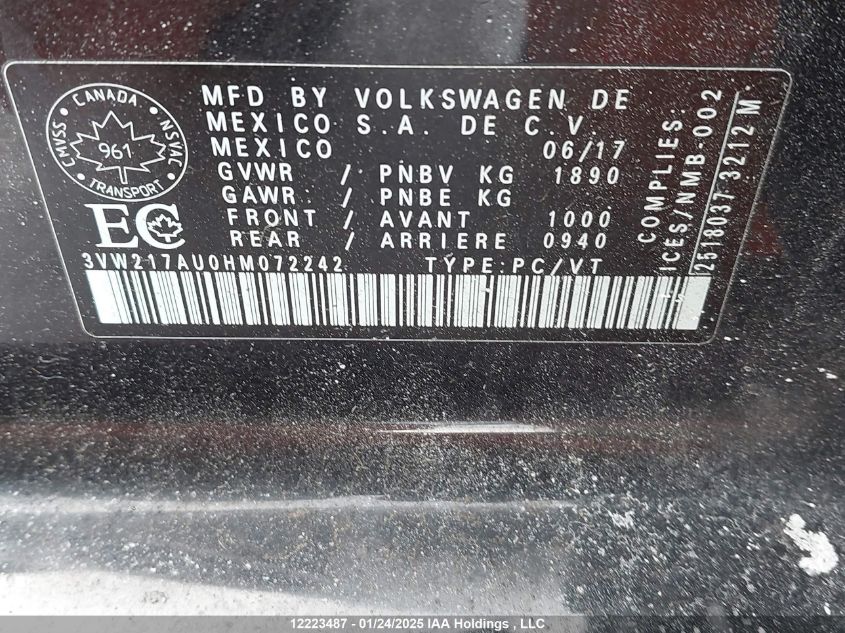 CANADA
CMVSS
NSVAC
961
TRANSPORT
EC
MFD BY VOLKSWAGEN DE
MEXICO S.A. DE C.V.
MEXICO 06/17
GVWR / PNBV KG 1890
GAWR / PNBE KG
FRONT / AVANT 1000
REAR / ARRIERE 0940
3VW217AU0HM072242 TYPE:PC/VT
COMPLIES:
ICES/NMB-002
2518037 3212 M
12223487 - 01/24/2025 IAA Holdings , LLC